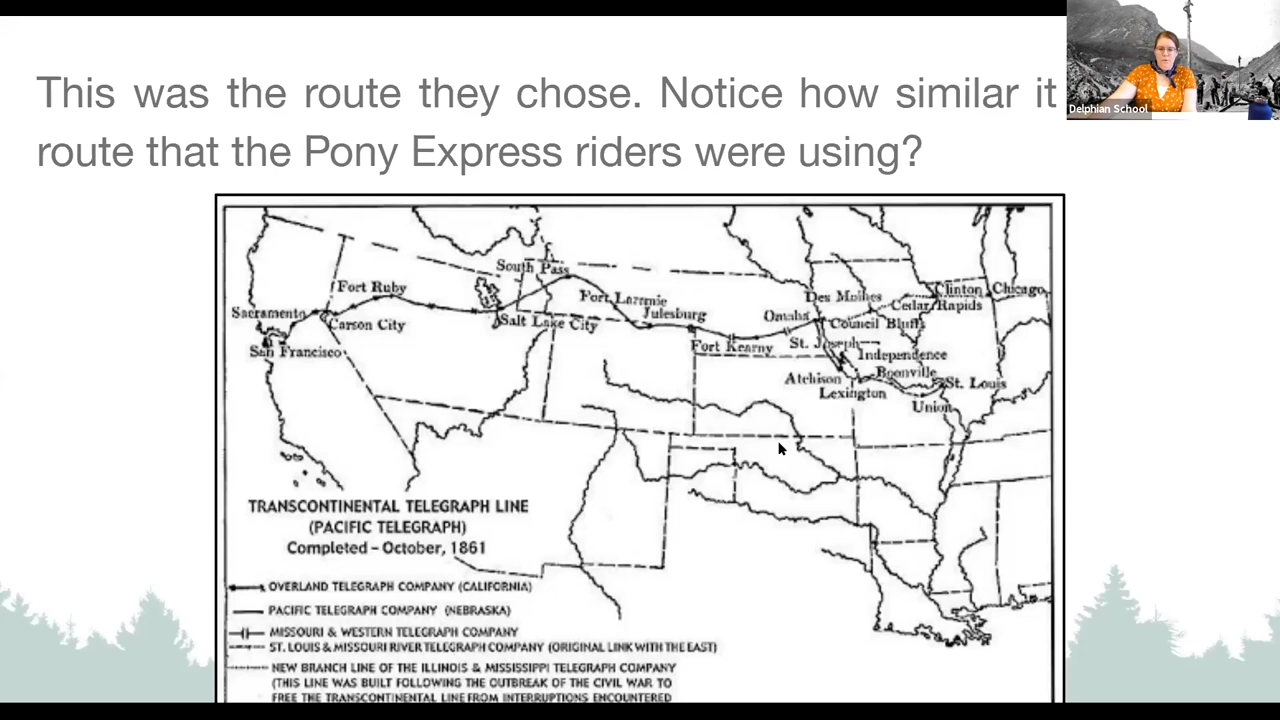 This was the route they chose. Notice how similar it
route that the Pony Express riders were using?
Delphian School
South Pass
Fort Ruby
Fort Laramie
Des Moines
Clinton
Chicago
Cedar Rapids
Sacramento
Carson City
Salt Lake City
Julesburg
Omaha
Council Bluffs
San Francisco
Fort Kearny
St. Joseph
Independence
Atchison
Boonville
St. Louis
Lexington
Union
TRANSCONTINENTAL TELEGRAPH LINE
(PACIFIC TELEGRAPH)
Completed – October, 1861
OVERLAND TELEGRAPH COMPANY (CALIFORNIA)
PACIFIC TELEGRAPH COMPANY (NEBRASKA)
MISSOURI & WESTERN TELEGRAPH COMPANY
ST. LOUIS & MISSOURI RIVER TELEGRAPH COMPANY (ORIGINAL LINK WITH THE EAST)
NEW BRANCH LINE OF THE ILLINOIS & MISSISSIPPI TELEGRAPH COMPANY
(THIS LINE WAS BUILT FOLLOWING THE OUTBREAK OF THE CIVIL WAR TO
FREE THE TRANSCONTINENTAL LINE FROM INTERRUPTIONS ENCOUNTERED